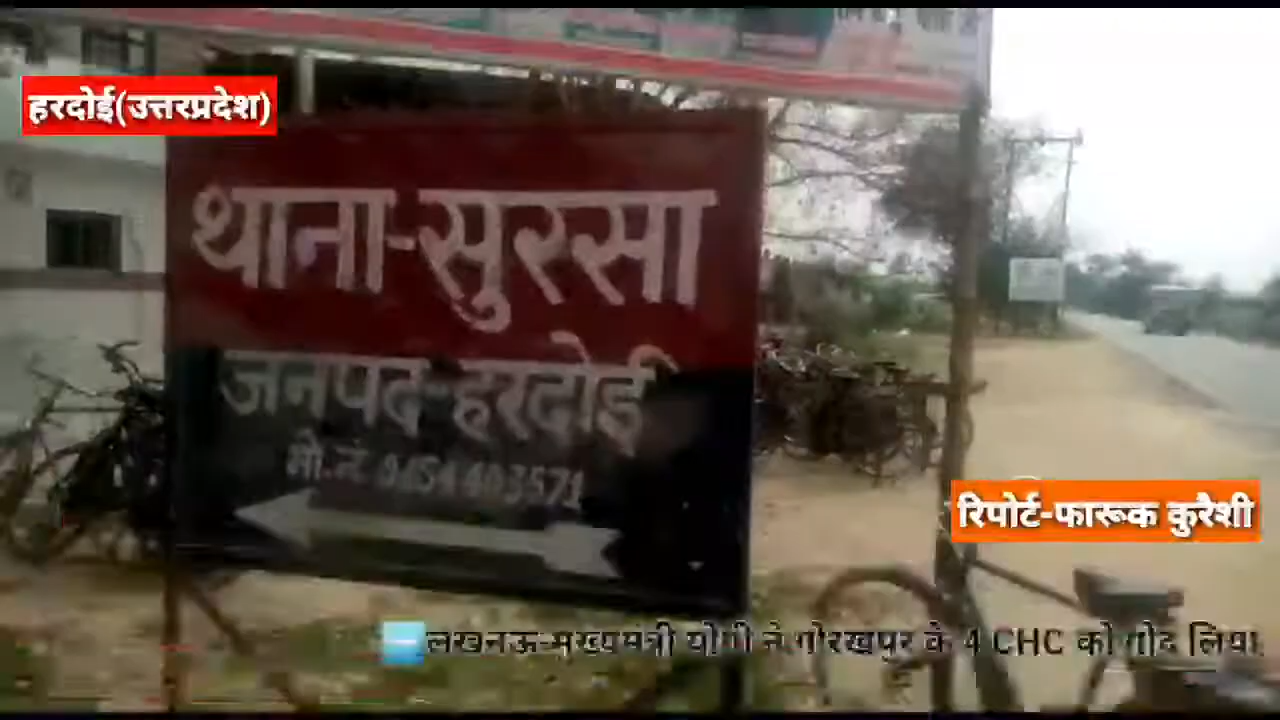 हरदोई(उत्तरप्रदेश)
थाना-सुरसा
जनपद-हरदोई
मो.नं. 9454403571
रिपोर्ट-फारूक कुरैशी
लखनऊ-मुख्यमंत्री योगी ने गोरखपुर के 4 CHC को गोद लिया